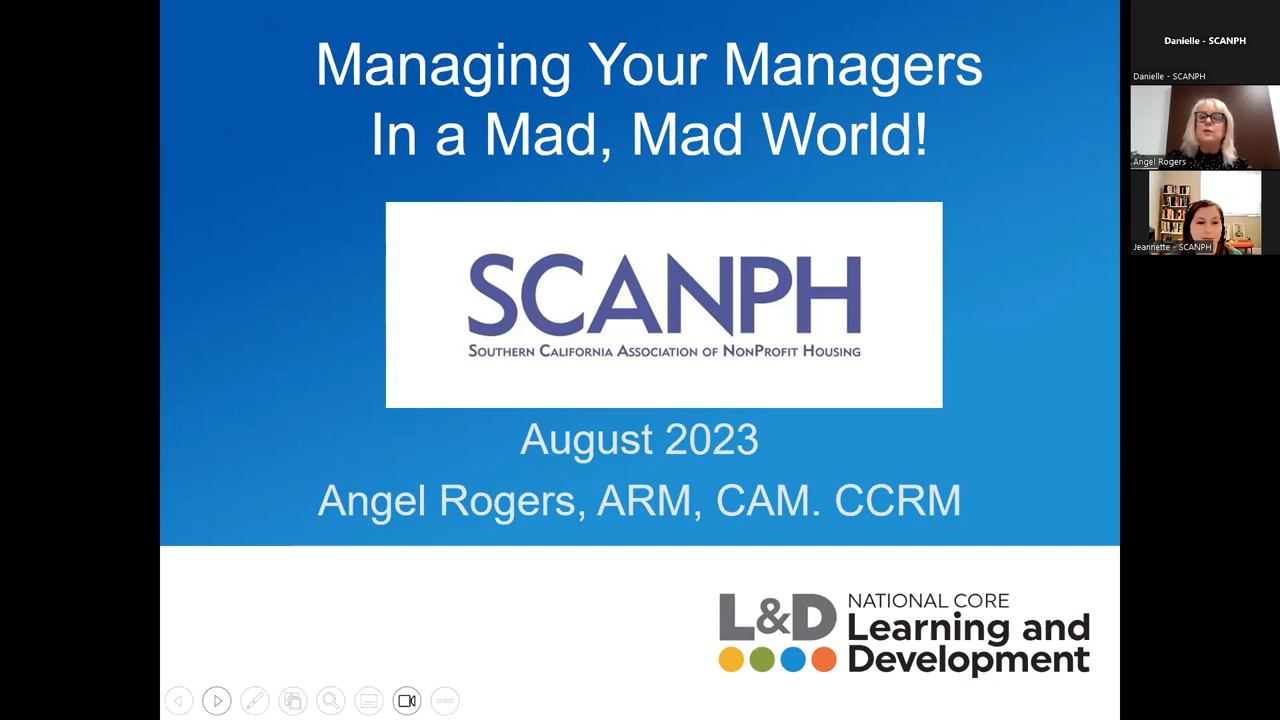 Managing Your Managers
In a Mad, Mad World!
SCANPH
SOUTHERN CALIFORNIA ASSOCIATION OF NONPROFIT HOUSING
August 2023
Angel Rogers, ARM, CAM. CCRM
L&D
NATIONAL CORE
Learning and
Development
Danielle - SCANPH
Danielle - SCANPH
Angel Rogers
Jeannette - SCANPH